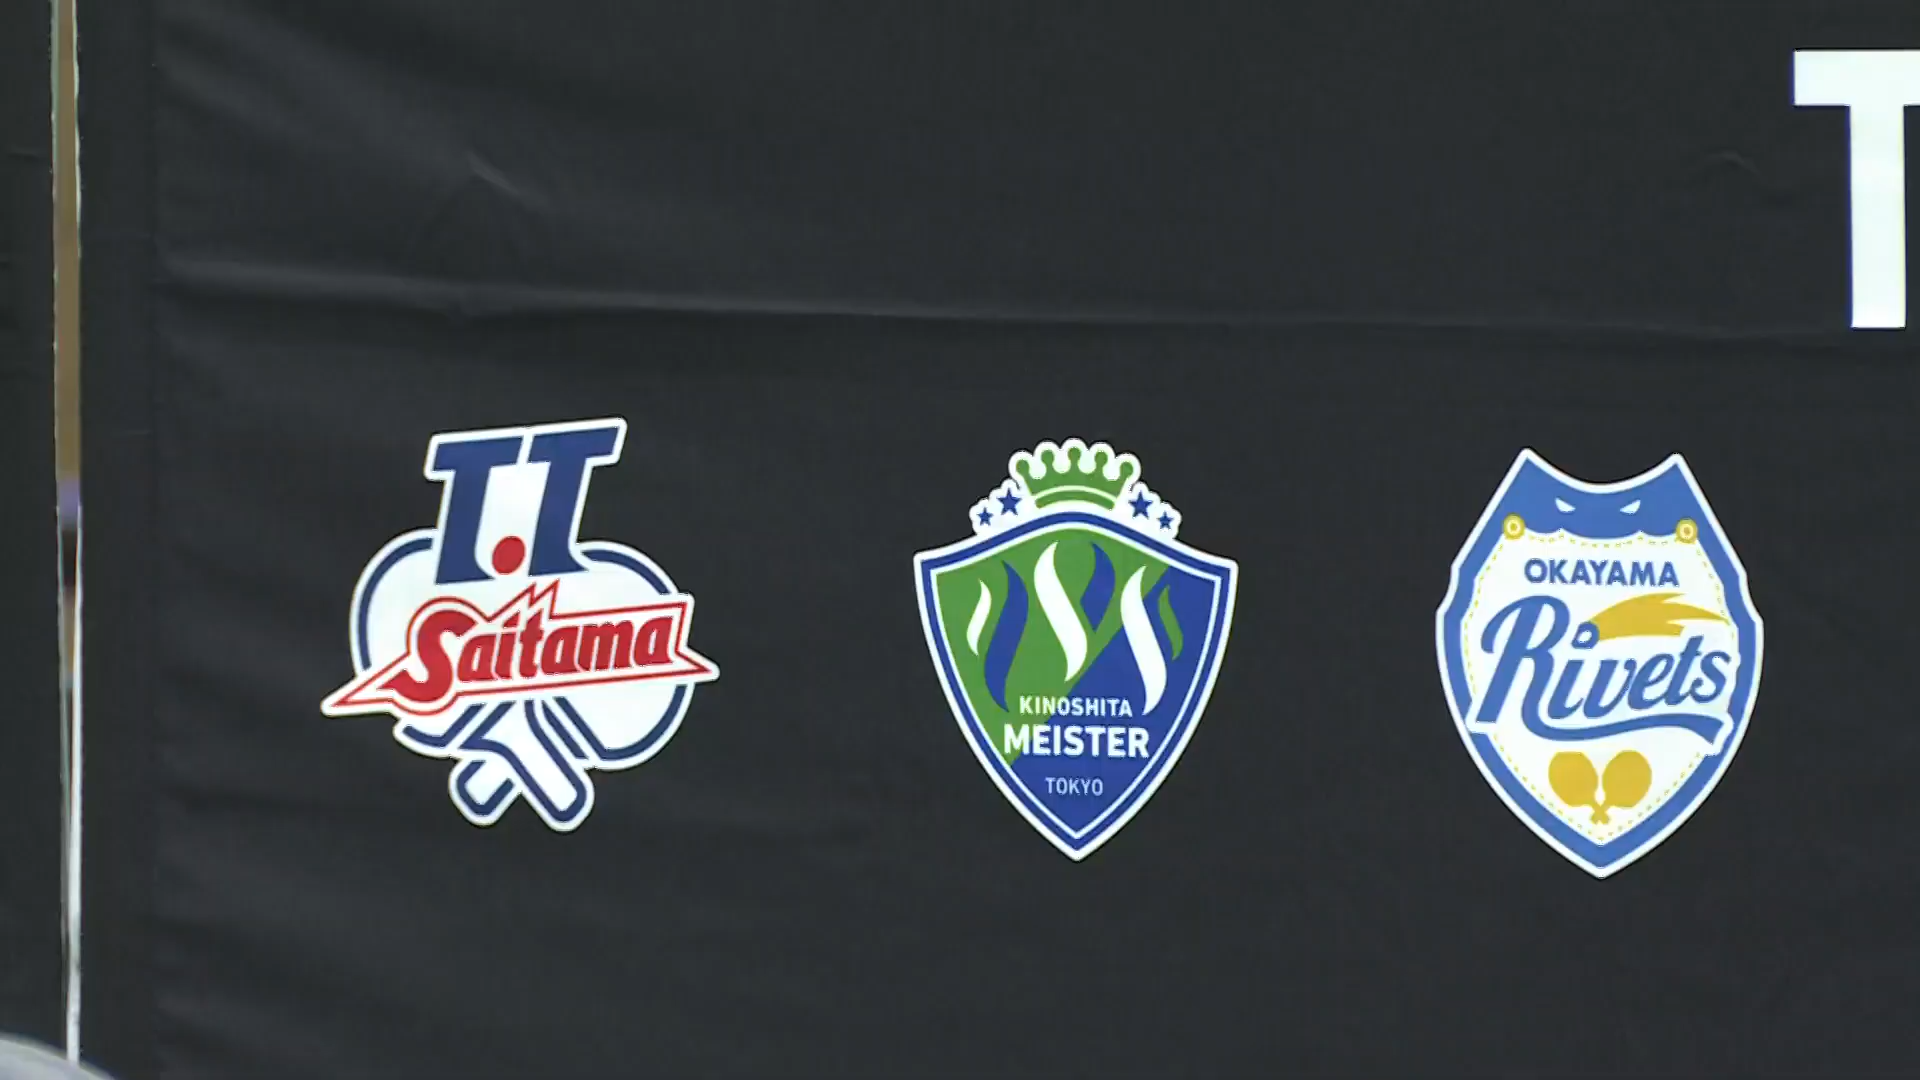 T
T.T
Saitama
KINOSHITA
MEISTER
TOKYO
OKAYAMA
Rivets